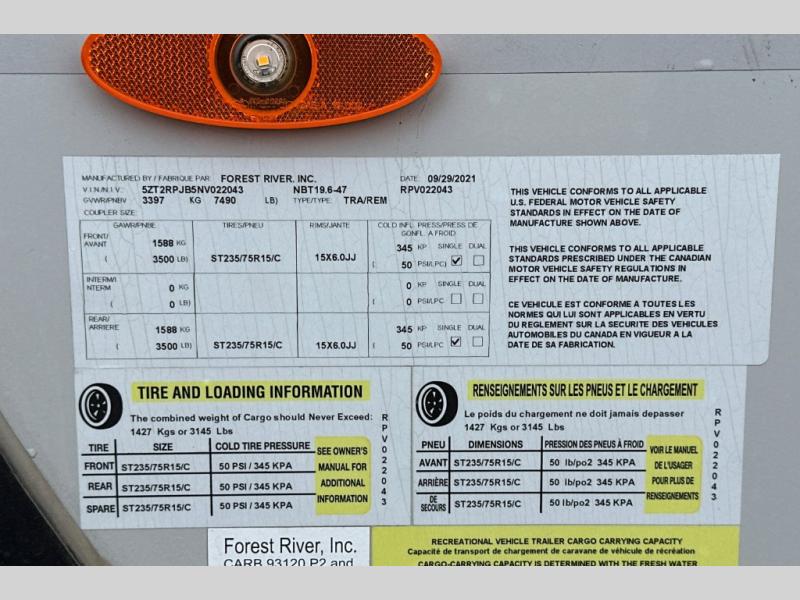 MANUFACTURED BY / FABRIQUE PAR: FOREST RIVER, INC. DATE: 09/29/2021
V.I.N./N.I.V.: 5ZT2RPJB5NV022043 NBT19.6-47 RPV022043
GVWR/PNBV 3397 KG 7490 LB) TYPE/TYPE: TRA/REM
COUPLER SIZE:
GAWR/PNBE TIRES/PNEU RIMS/JANTE COLD INFL. PRESS/PRESS DE GONFL. A FROID
FRONT/ AVANT 1588 KG 345 KP SINGLE DUAL
( 3500 LB) ST235/75R15/C 15X6.0JJ ( 50 PSI/LPC)
INTERM/I NTERM 0 KG 0 KP SINGLE DUAL
( 0 LB) ( 0 PSI/LPC
REAR/ ARRIERE 1588 KG 345 KP SINGLE DUAL
( 3500 LB) ST235/75R15/C 15X6.0JJ ( 50 PSI/LPC
THIS VEHICLE CONFORMS TO ALL APPLICABLE
U.S. FEDERAL MOTOR VEHICLE SAFETY
STANDARDS IN EFFECT ON THE DATE OF
MANUFACTURE SHOWN ABOVE.
THIS VEHICLE CONFORMS TO ALL APPLICABLE
STANDARDS PRESCRIBED UNDER THE CANADIAN
MOTOR VEHICLE SAFETY REGULATIONS IN
EFFECT ON THE DATE OF MANUFACTURE.
CE VEHICULE EST CONFORME A TOUTES LES
NORMES QUI LUI SONT APPLICABLES EN VERTU
DU REGLEMENT SUR LA SECURITE DES VEHICULES
AUTOMOBILES DU CANADA EN VIGUEUR A LA
DATE DE SA FABRICATION.
TIRE AND LOADING INFORMATION
The combined weight of Cargo should Never Exceed:
1427 Kgs or 3145 Lbs
TIRE SIZE COLD TIRE PRESSURE
FRONT ST235/75R15/C 50 PSI / 345 KPA
REAR ST235/75R15/C 50 PSI / 345 KPA
SPARE ST235/75R15/C 50 PSI / 345 KPA
SEE OWNER'S
MANUAL FOR
ADDITIONAL
INFORMATION
RPV022043
RENSEIGNEMENTS SUR LES PNEUS ET LE CHARGEMENT
Le poids du chargement ne doit jamais depasser
1427 Kgs or 3145 Lbs
PNEU DIMENSIONS PRESSION DES PNEUS À FROID
AVANT ST235/75R15/C 50 lb/po2 345 KPA
ARRIÈRE ST235/75R15/C 50 lb/po2 345 KPA
DE SECOURS ST235/75R15/C 50 lb/po2 345 KPA
VOIR LE MANUEL
DE L'USAGER
POUR PLUS DE
RENSEIGNEMENTS
RPV022043
Forest River, Inc.
CARB 93120 P2 and
RECREATIONAL VEHICLE TRAILER CARGO CARRYING CAPACITY
Capacité de transport de chargement de caravane de véhicule de récréation
CARGO-CARRYING CAPACITY IS DETERMINED WITH THE FRESH WATER